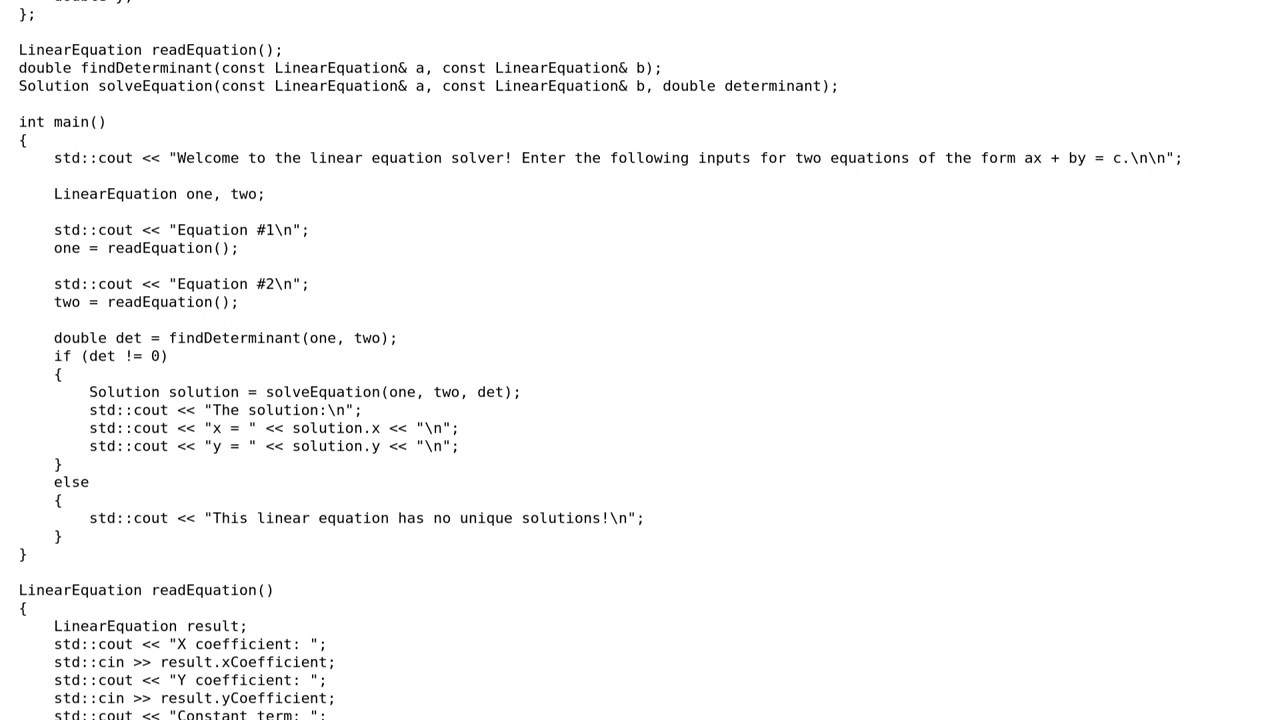 };
LinearEquation readEquation();
double findDeterminant(const LinearEquation& a, const LinearEquation& b);
Solution solveEquation(const LinearEquation& a, const LinearEquation& b, double determinant);
int main()
{
    std::cout << "Welcome to the linear equation solver! Enter the following inputs for two equations of the form ax + by = c.\n\n";
    LinearEquation one, two;
    std::cout << "Equation #1\n";
    one = readEquation();
    std::cout << "Equation #2\n";
    two = readEquation();
    double det = findDeterminant(one, two);
    if (det != 0)
    {
        Solution solution = solveEquation(one, two, det);
        std::cout << "The solution:\n";
        std::cout << "x = " << solution.x << "\n";
        std::cout << "y = " << solution.y << "\n";
    }
    else
    {
        std::cout << "This linear equation has no unique solutions!\n";
    }
}
LinearEquation readEquation()
{
    LinearEquation result;
    std::cout << "X coefficient: ";
    std::cin >> result.xCoefficient;
    std::cout << "Y coefficient: ";
    std::cin >> result.yCoefficient;
    std::cout << "Constant term: ";